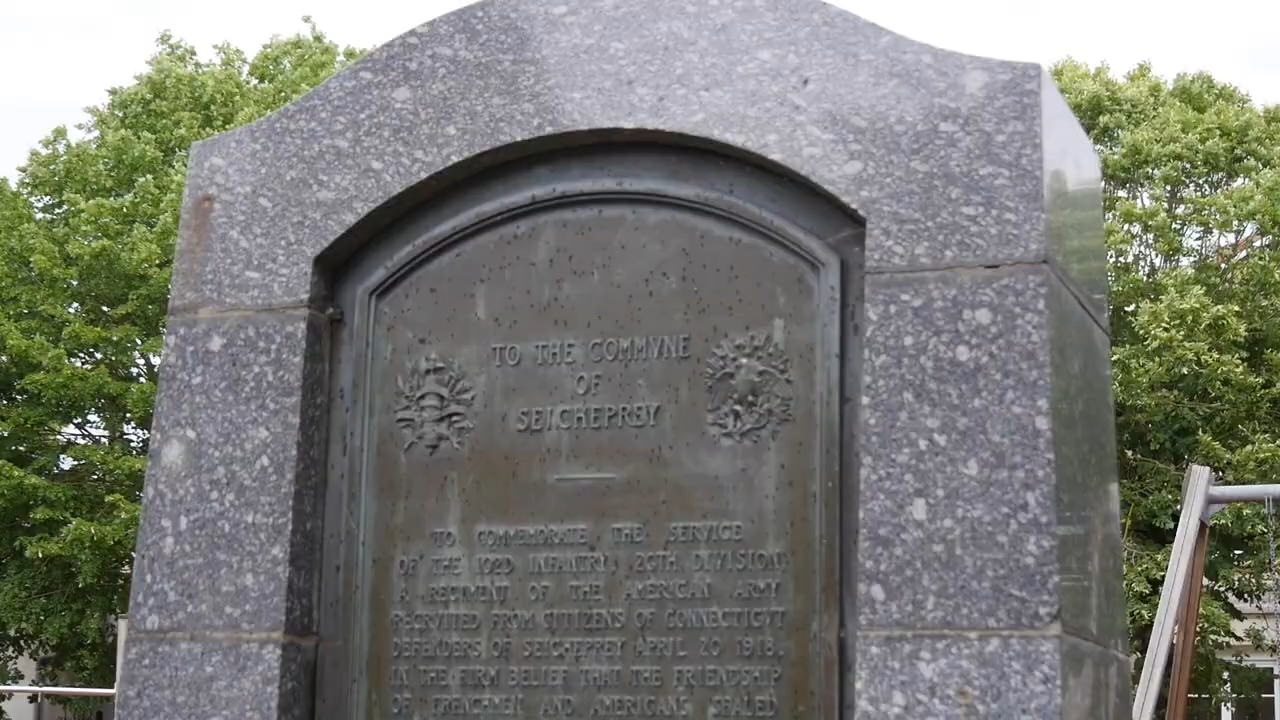 TO THE COMMVNE
OF
SEICHEPREY
TO COMMEMORATE THE SERVICE
OF THE 102D INFANTRY, 26TH DIVISION
A REGIMENT OF THE AMERICAN ARMY
RECRVITED FROM CITIZENS OF CONNECTICVT
DEFENDERS OF SEICHEPREY APRIL 20 1918.
IN THE FIRM BELIEF THAT THE FRIENDSHIP
OF FRENCHMEN AND AMERICANS SEALED